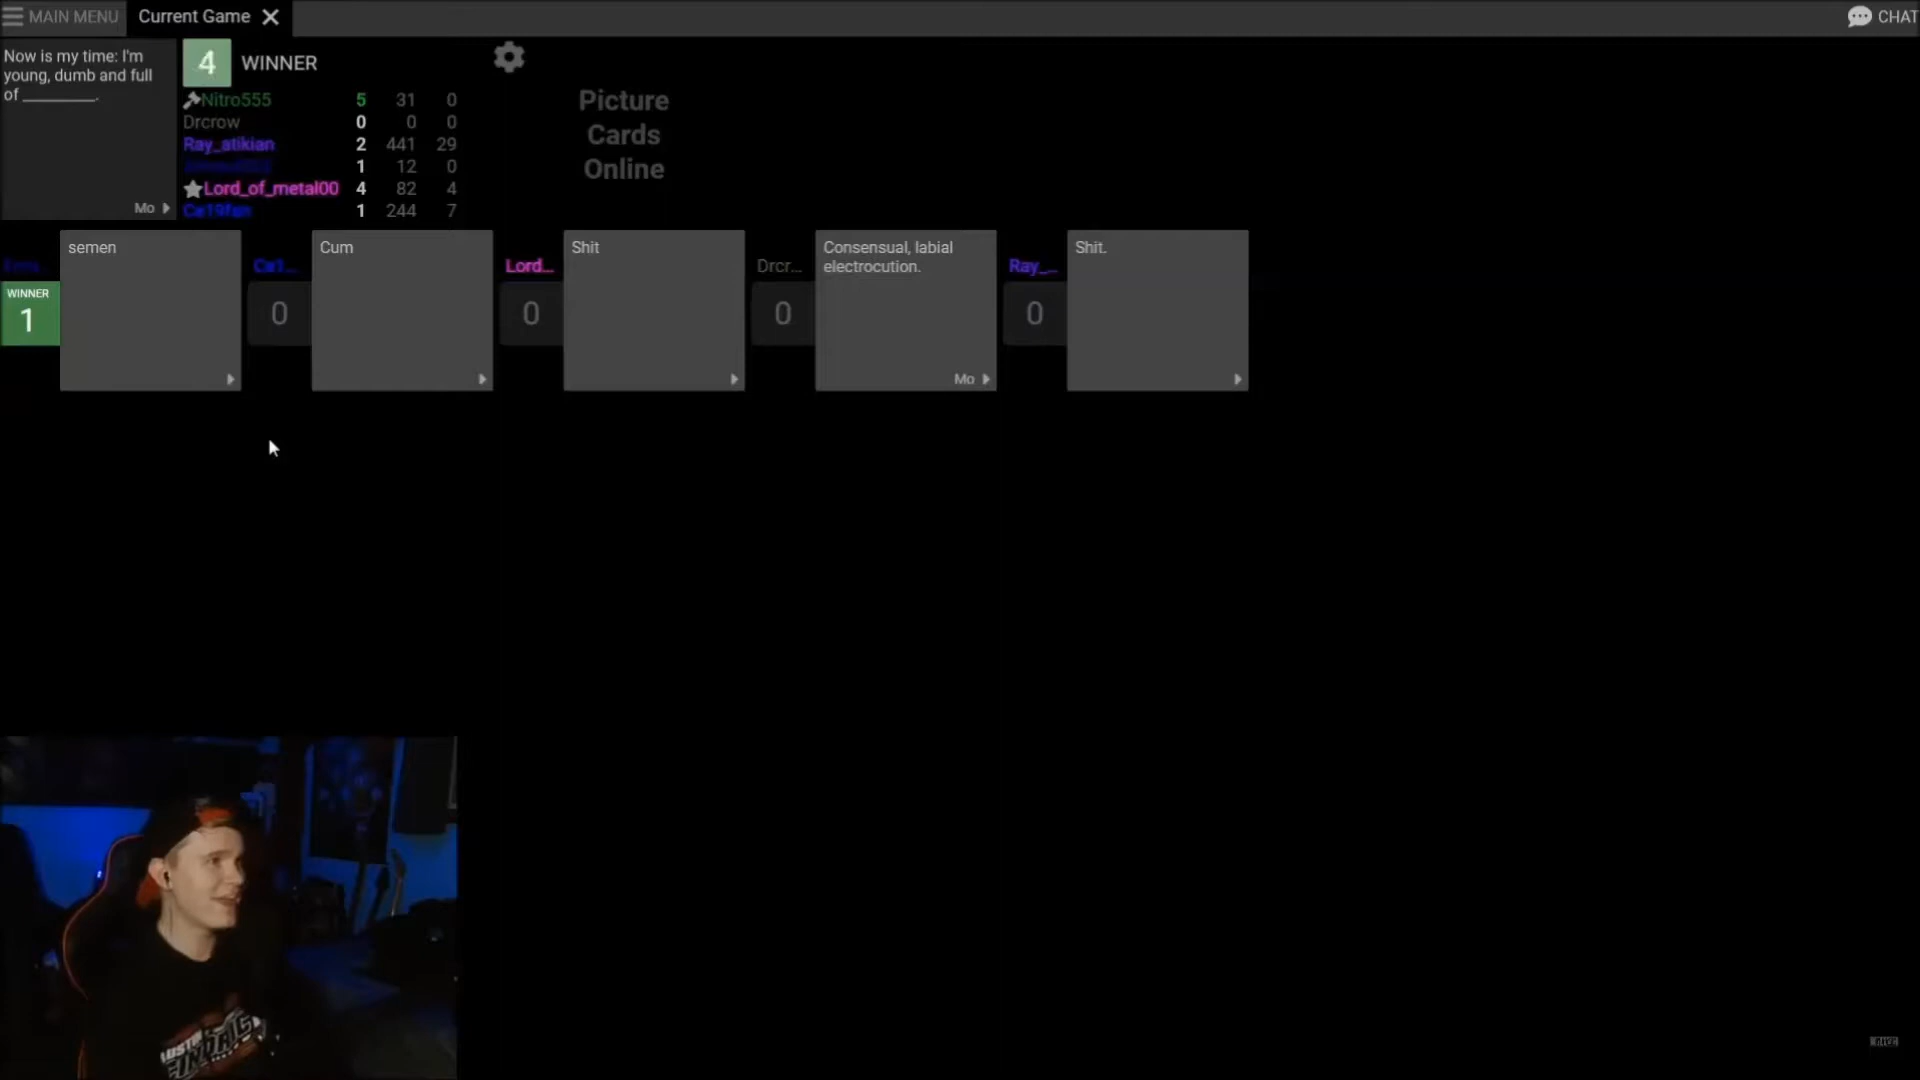 MAIN MENU
Current Game
CHAT
Now is my time: I'm
young, dumb and full
of _________.
Mo
4 WINNER
Nitro555 5 31 0
Drcrow 0 0 0
Ray_atikian 2 441 29
1 12 0
Lord_of_metal00 4 82 4
Ca19fan 1 244 7
Picture
Cards
Online
WINNER
1
semen
Ca1...
0
Cum
Lord...
0
Shit
Drcr...
0
Consensual, labial
electrocution.
Mo
Ray_...
0
Shit.